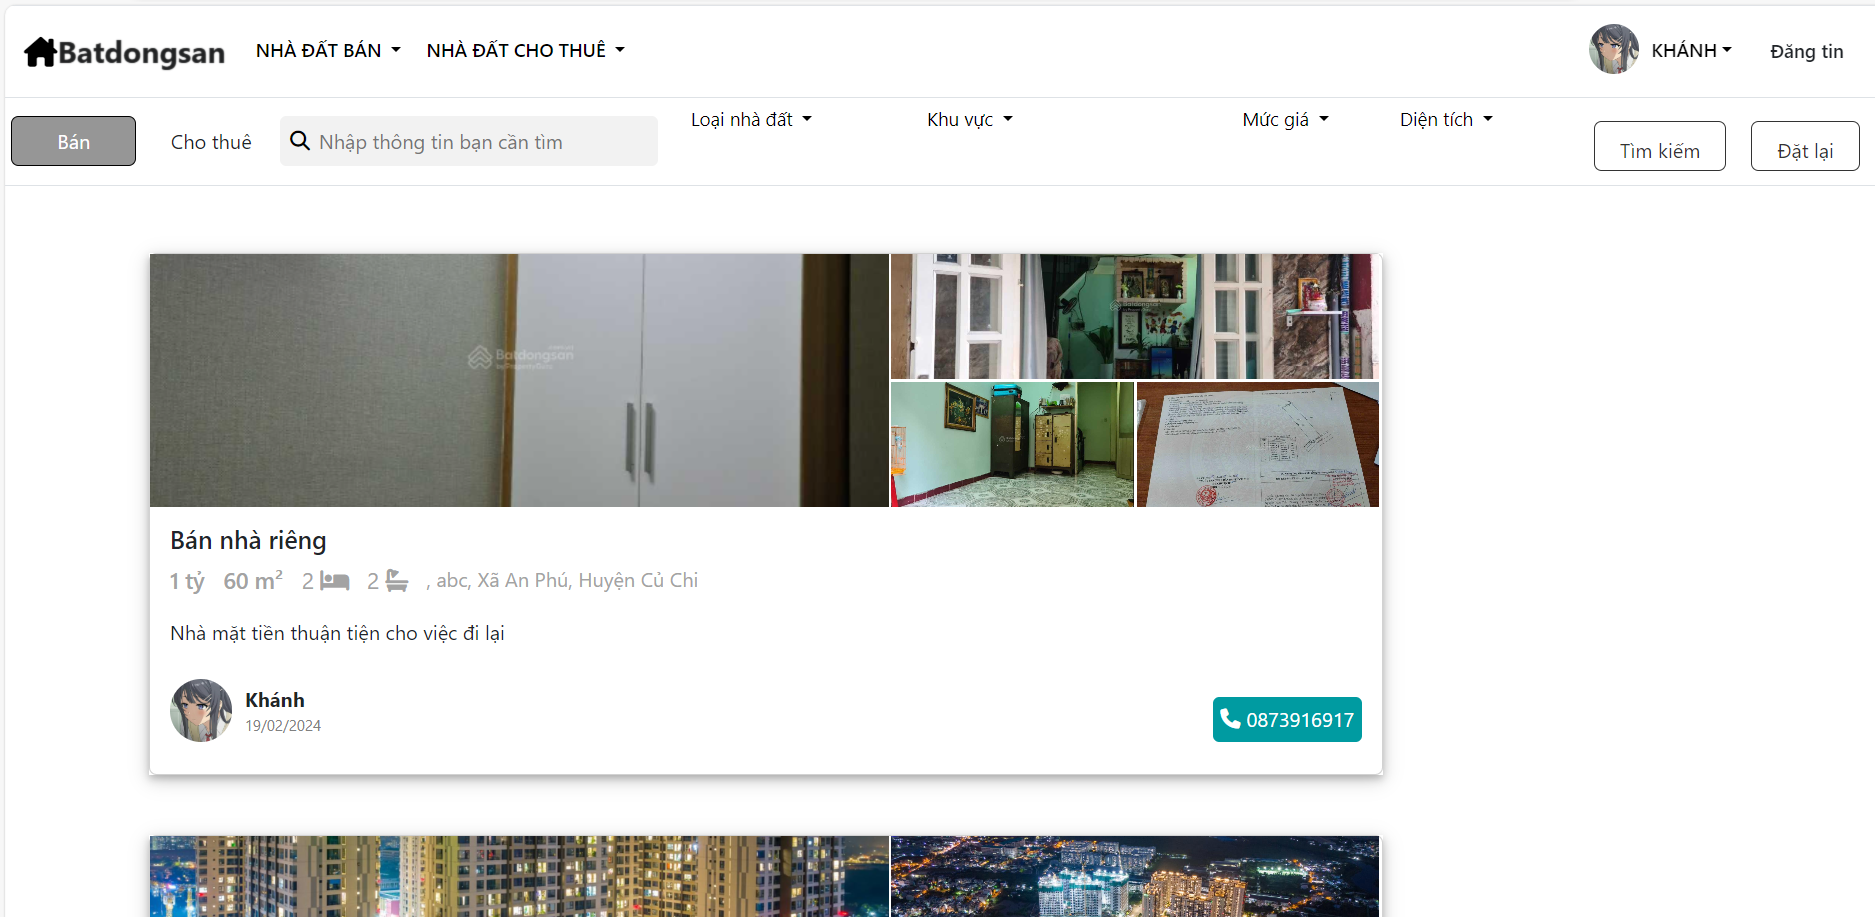 Batdongsan NHÀ ĐẤT BÁN NHÀ ĐẤT CHO THUÊ KHÁNH Đăng tin
Bán Cho thuê Nhập thông tin bạn cần tìm Loại nhà đất Khu vực Mức giá Diện tích Tìm kiếm Đặt lại
Batdongsan
Bán nhà riêng
1 tỷ 60 m² 2 2 , abc, Xã An Phú, Huyện Củ Chi
Nhà mặt tiền thuận tiện cho việc đi lại
Khánh
19/02/2024
0873916917